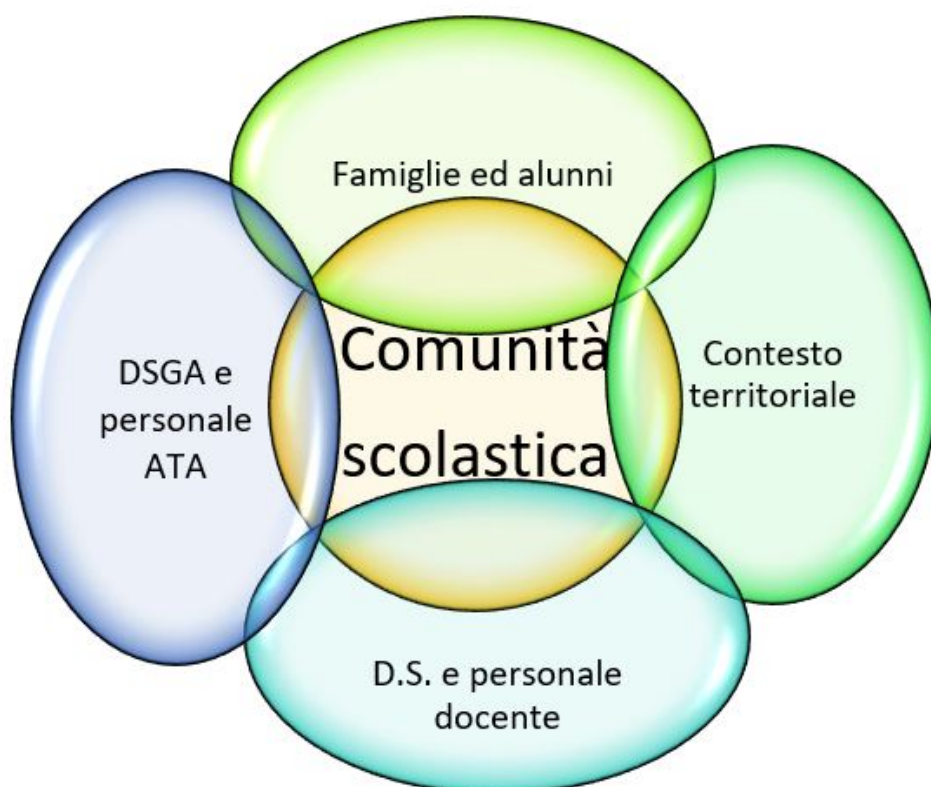 Famiglie ed alunni
Comunità
scolastica
DSGA e
personale
ATA
Contesto
territoriale
D.S. e personale
docente